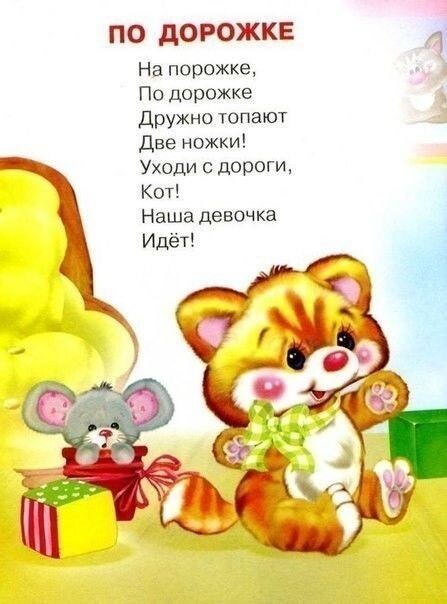 ПО ДОРОЖКЕ
На порожке,
По дорожке
Дружно топают
Две ножки!
Уходи с дороги,
Кот!
Наша девочка
Идёт!